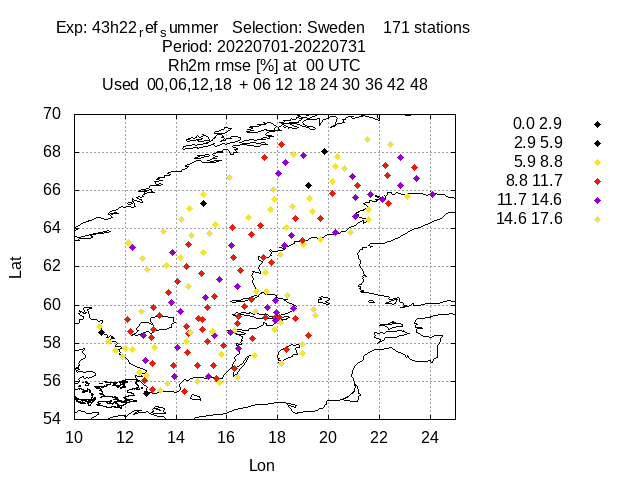 Exp: 43h22ref summer   Selection: Sweden    171 stations
Period: 20220701-20220731
Rh2m rmse [%] at  00 UTC
Used  00,06,12,18  + 06 12 18 24 30 36 42 48
70
68
66
64
62
60
58
56
54
10 12 14 16 18 20 22 24
Lat
Lon
0.0 2.9
2.9 5.9
5.9 8.8
8.8 11.7
11.7 14.6
14.6 17.6